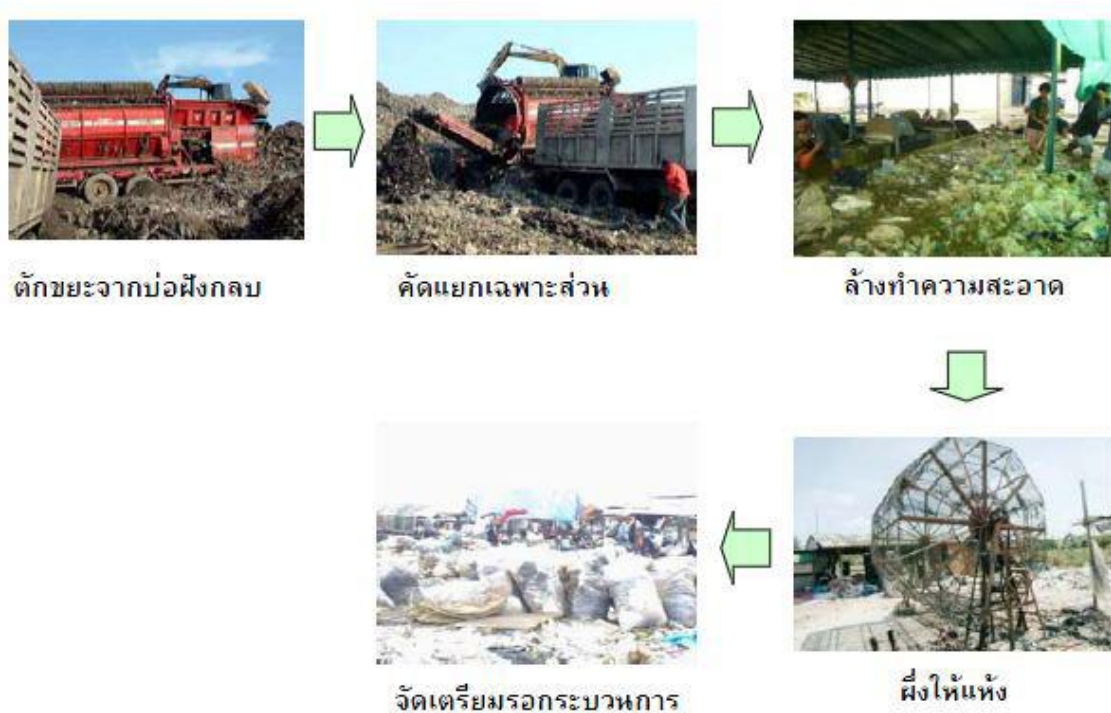 ตักขยะจากบ่อฝังกลบ
คัดแยกเฉพาะส่วน
ล้างทำความสะอาด
ผึ่งให้แห้ง
จัดเตรียมรอกระบวนการ